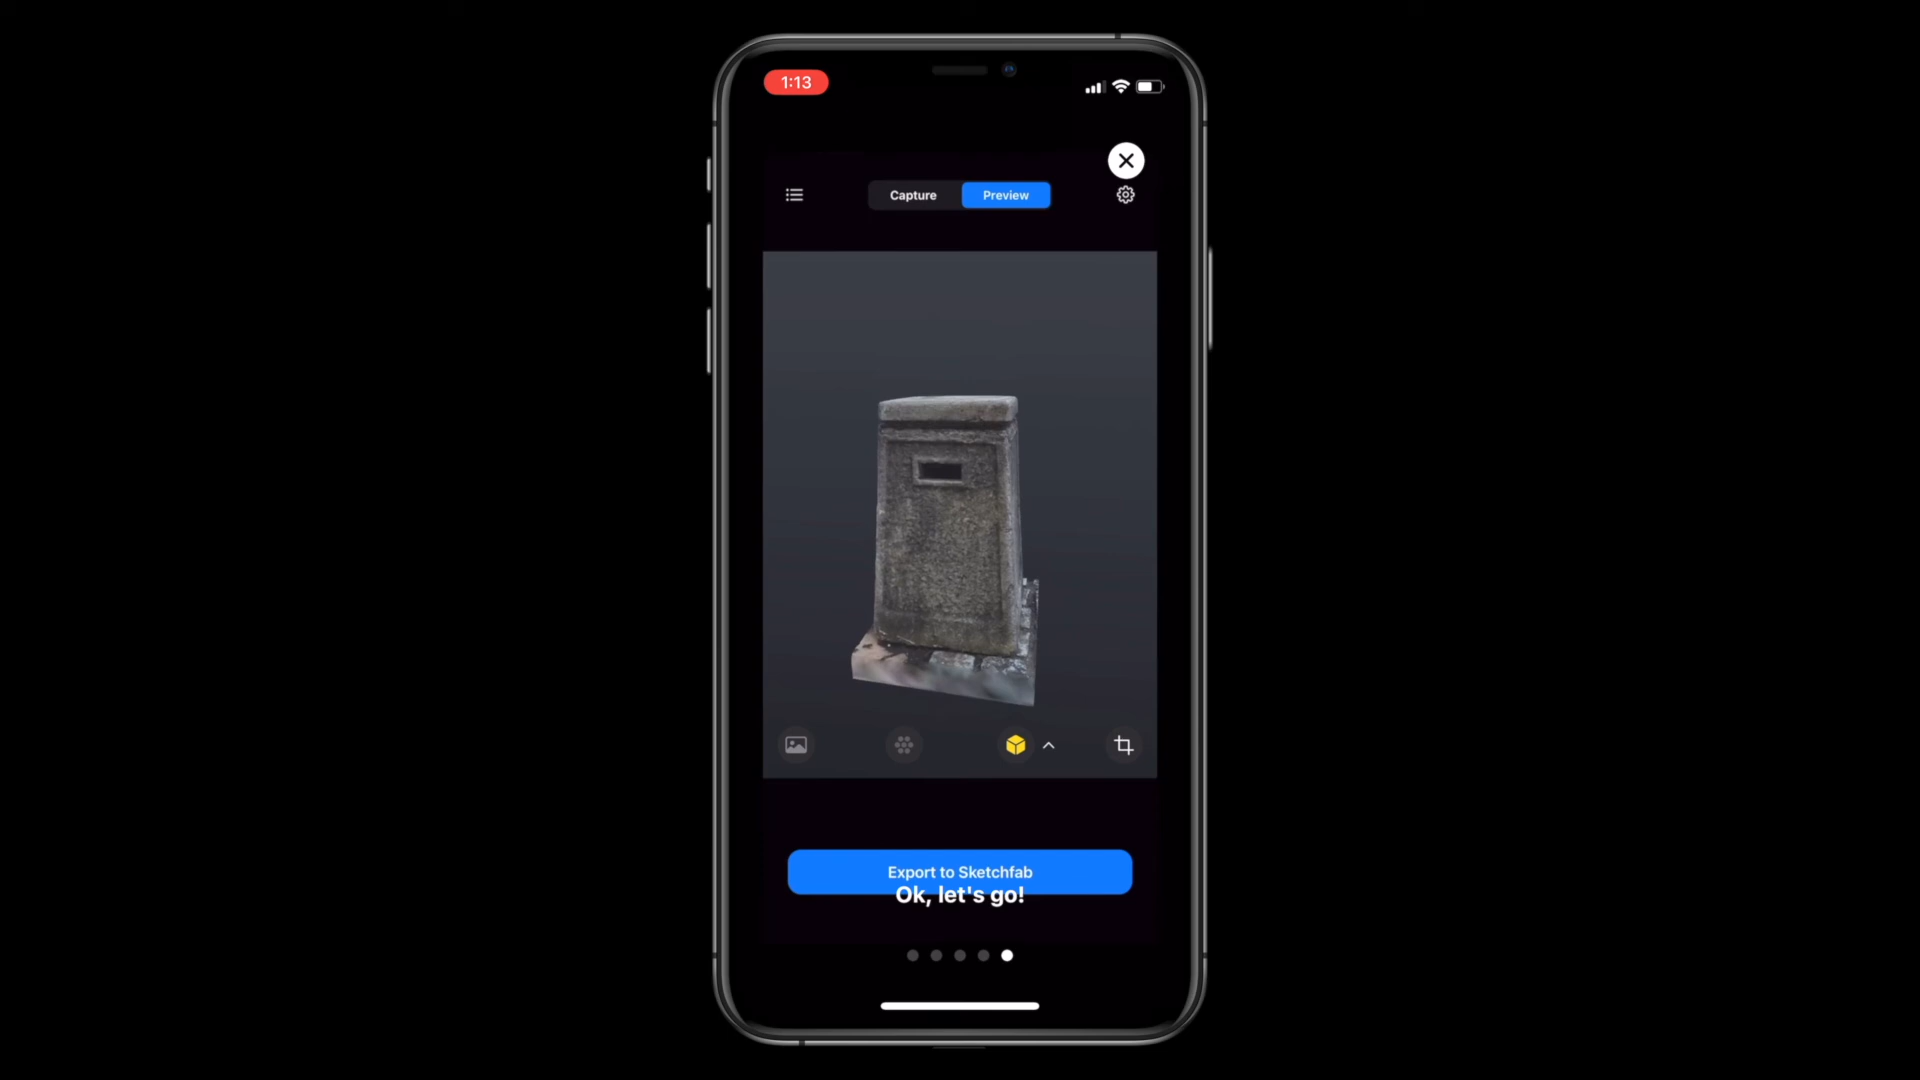 1:13
Capture
Preview
Export to Sketchfab
Ok, let's go!